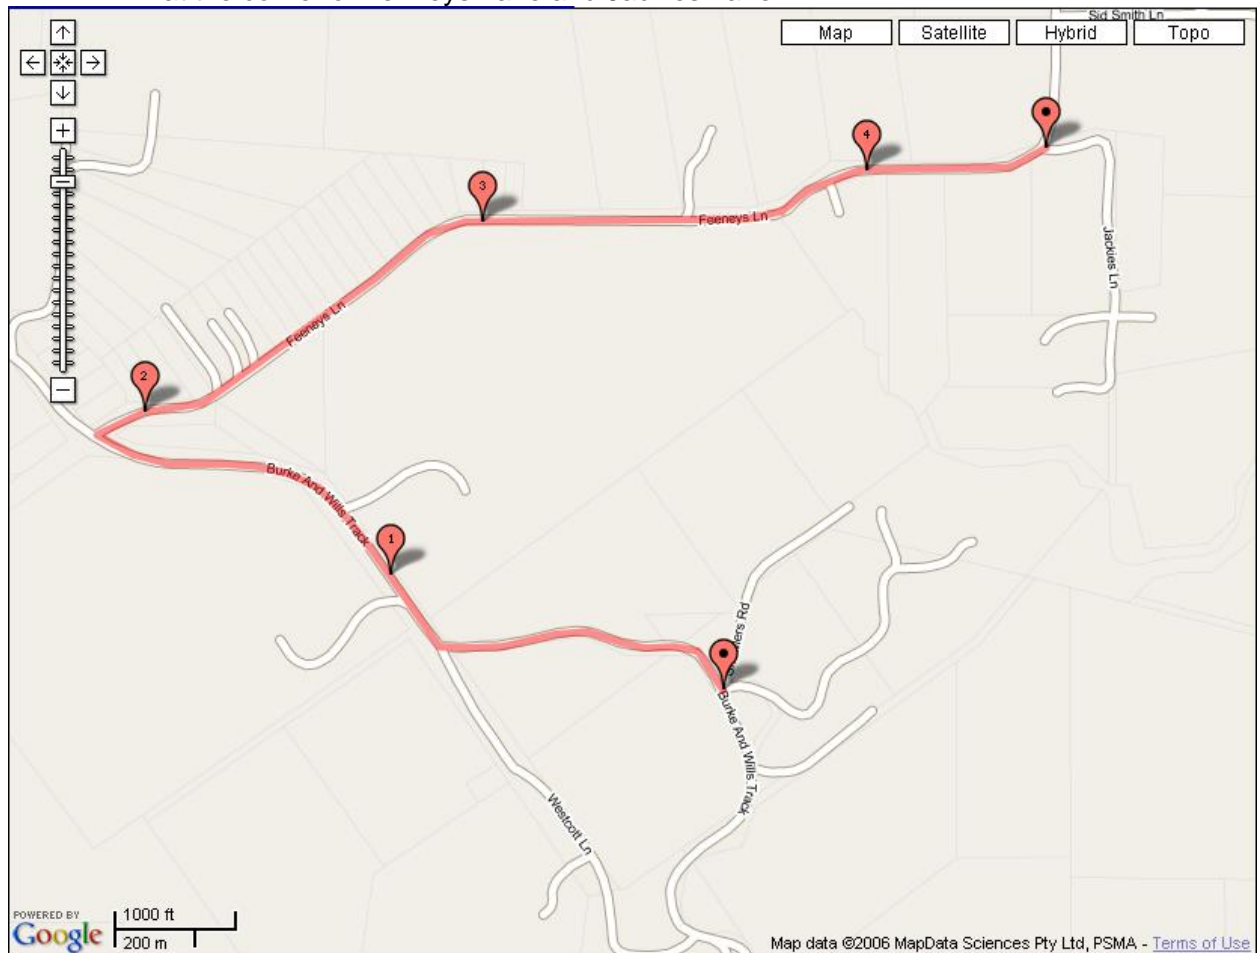 Map
Satellite
Hybrid
Topo
Sid Smith Ln
4
3
Feeneys Ln
Jackies Ln
Feeneys Ln
2
Burke And Wills Track
1
Burke And Wills Track
Westcott Ln
POWERED BY
Google
1000 ft
200 m
Map data ©2006 MapData Sciences Pty Ltd, PSMA - Terms of Use